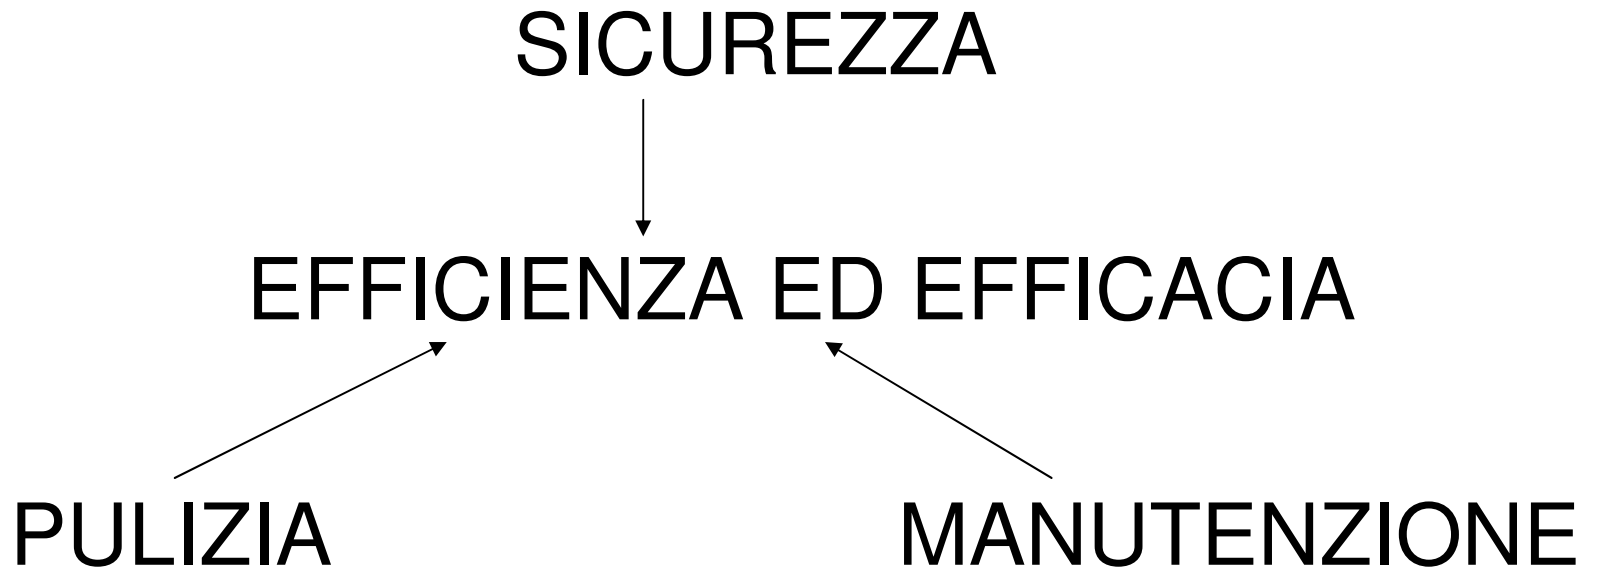 SICUREZZA
EFFICIENZA ED EFFICACIA
PULIZIA
MANUTENZIONE